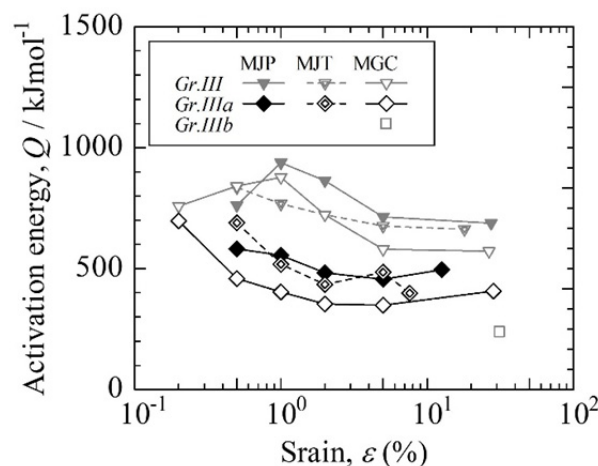 1500
1000
500
0
Activation energy, Q / kJmol⁻¹
MJP MJT MGC
Gr.III
Gr.IIIa
Gr.IIIb
10⁻¹ 10⁰ 10¹ 10²
Srain, ε (%)